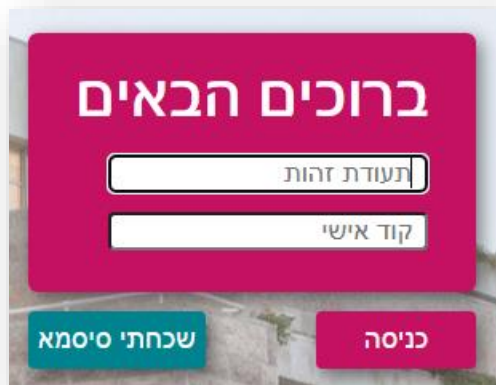 ברוכים הבאים
תעודת זהות
קוד אישי
כניסה
שכחתי סיסמא